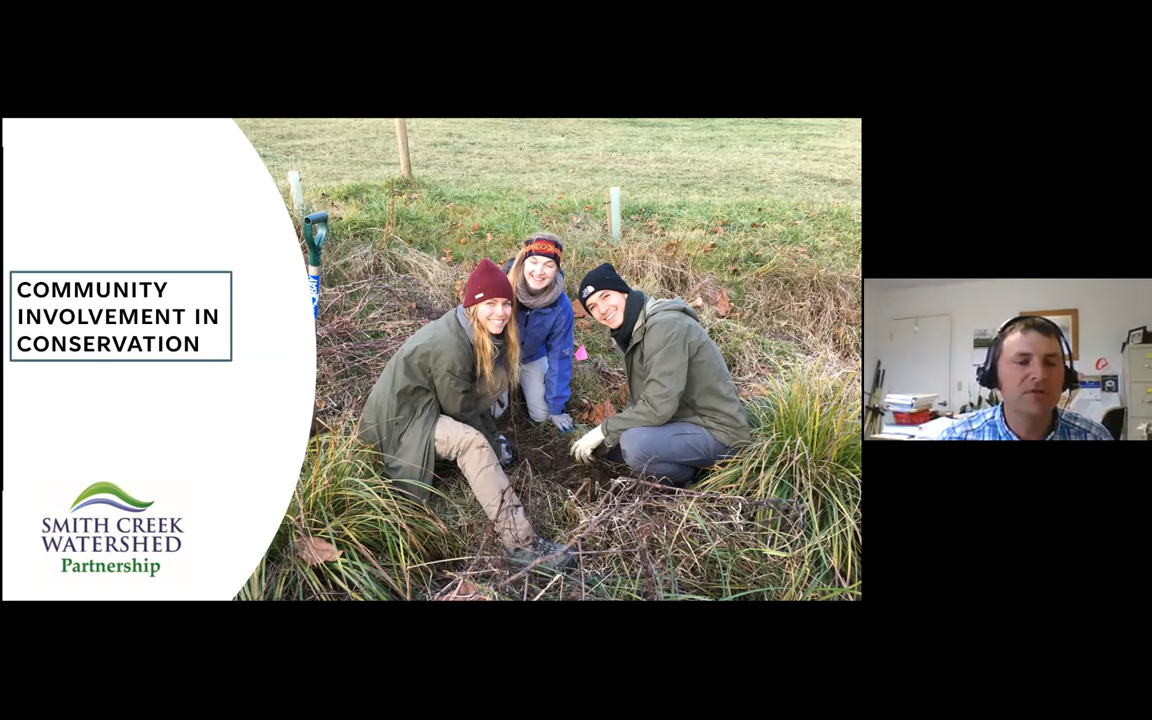 COMMUNITY
INVOLVEMENT IN
CONSERVATION
SMITH CREEK
WATERSHED
Partnership